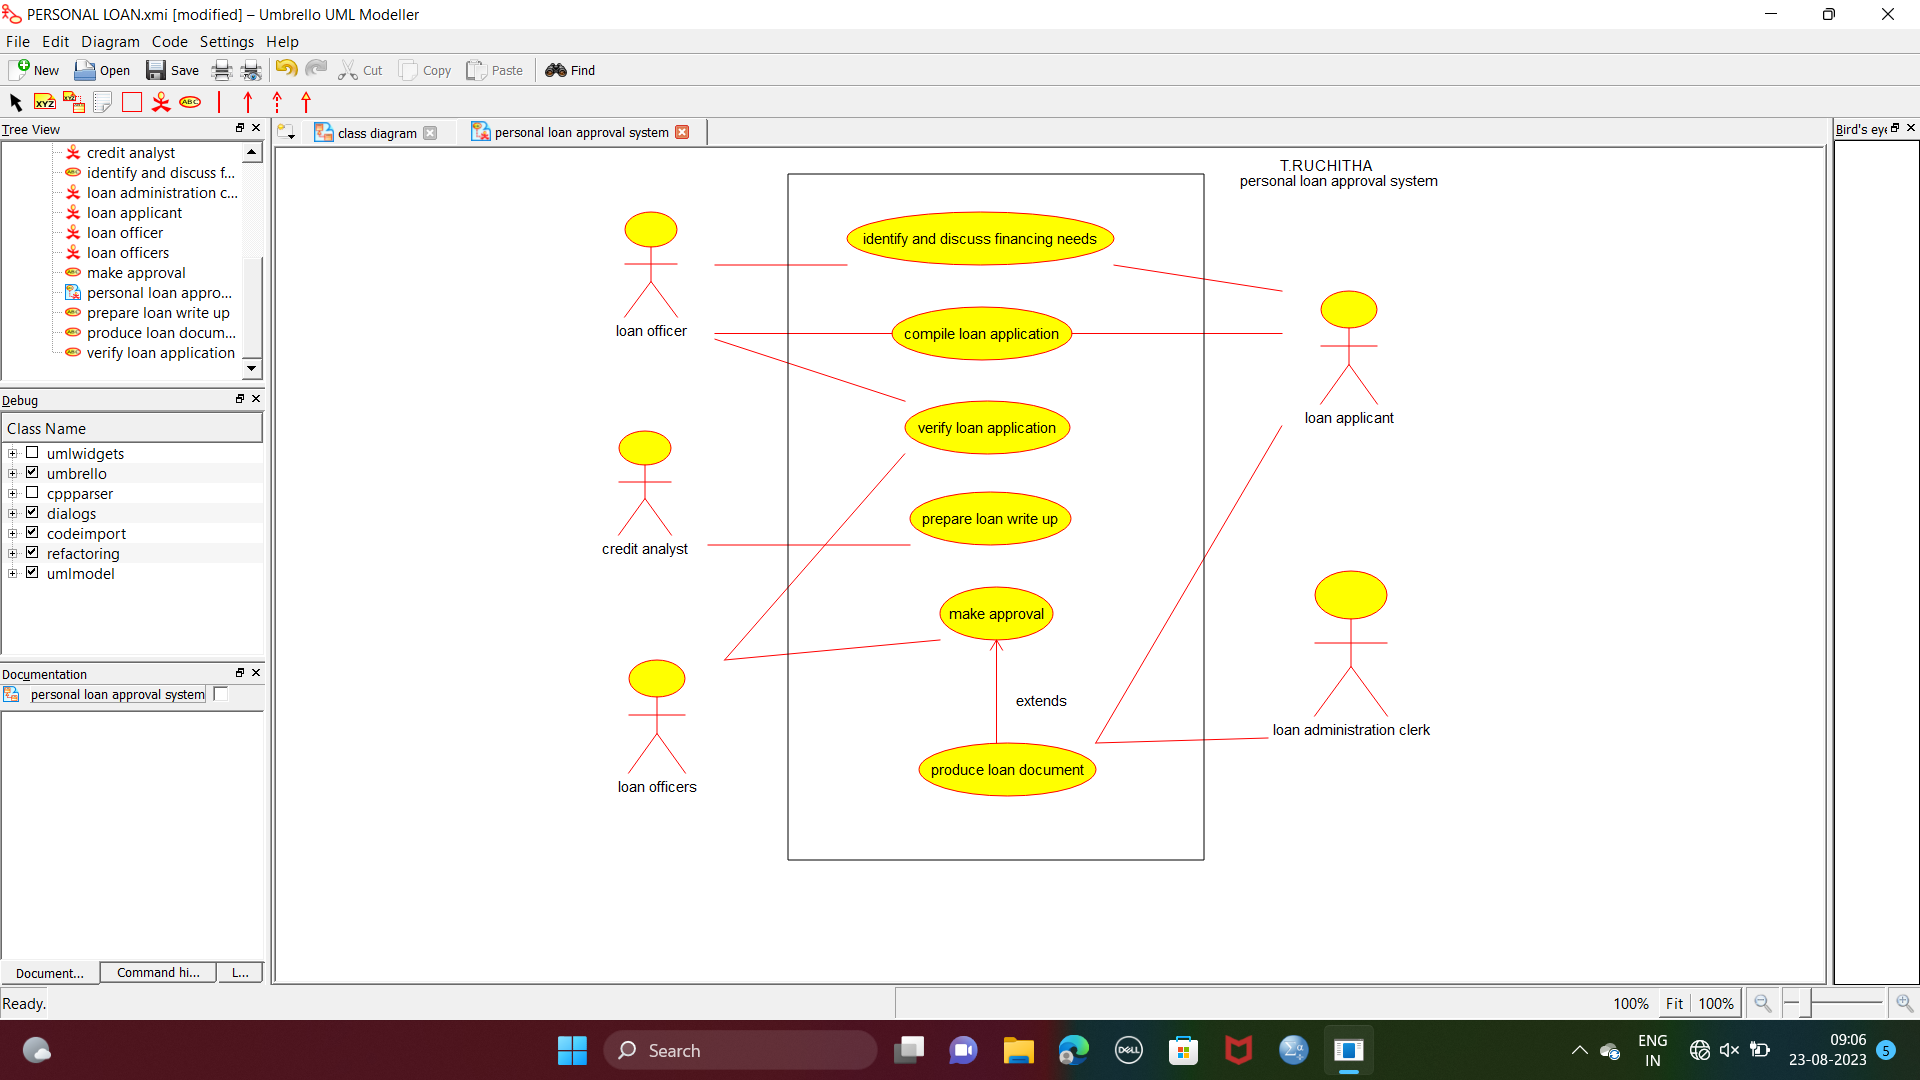 PERSONAL LOAN.xmi [modified] – Umbrello UML Modeller
File Edit Diagram Code Settings Help
New Open Save Cut Copy Paste Find
XYZ XYZ ABC
Tree View
class diagram
personal loan approval system
Bird's eye
credit analyst
identify and discuss f...
loan administration c...
loan applicant
loan officer
loan officers
make approval
personal loan appro...
prepare loan write up
produce loan docum...
verify loan application
Debug
Class Name
umlwidgets
umbrello
cppparser
dialogs
codeimport
refactoring
umlmodel
Documentation
personal loan approval system
Document... Command hi... L...
T.RUCHITHA
personal loan approval system
identify and discuss financing needs
loan officer
compile loan application
loan applicant
verify loan application
credit analyst
prepare loan write up
make approval
extends
loan administration clerk
produce loan document
loan officers
Ready.
100% Fit 100%
Search
DELL
ENG
IN
09:06
23-08-2023
5